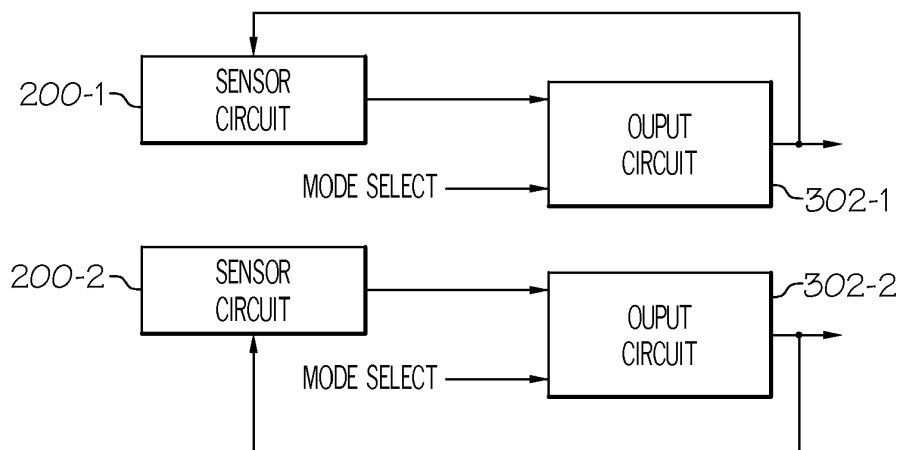 200-1
SENSOR
CIRCUIT
OUPUT
CIRCUIT
MODE SELECT
302-1
200-2
SENSOR
CIRCUIT
302-2
OUPUT
CIRCUIT
MODE SELECT